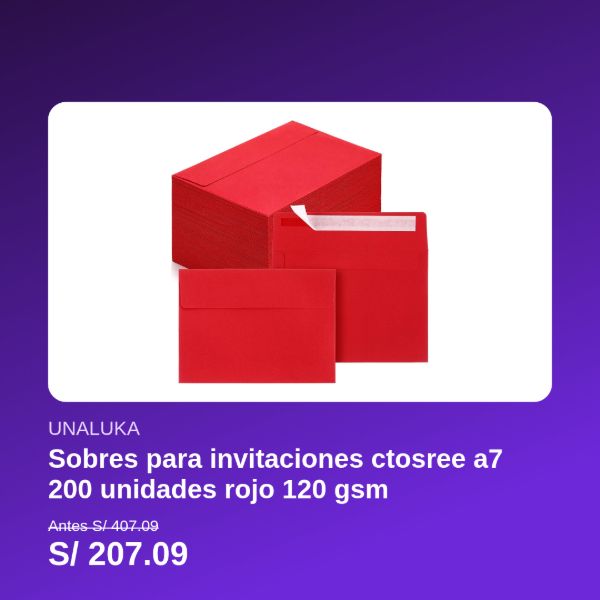 UNALUKA
Sobres para invitaciones ctosree a7
200 unidades rojo 120 gsm
Antes S/ 407.09
S/ 207.09